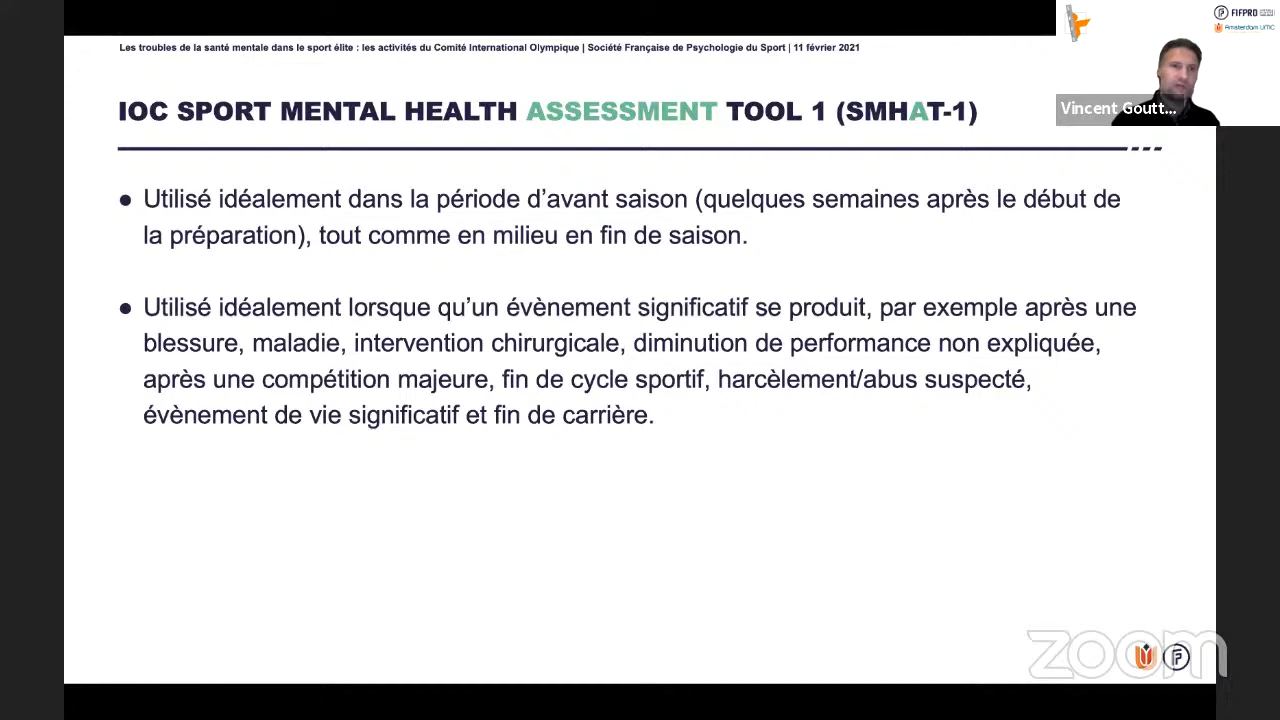 Les troubles de la santé mentale dans le sport élite : les activités du Comité International Olympique | Société Française de Psychologie du Sport | 11 février 2021
FIFPRO
Amsterdam UMC
Vincent Goutt...
IOC SPORT MENTAL HEALTH ASSESSMENT TOOL 1 (SMHAT-1)
● Utilisé idéalement dans la période d’avant saison (quelques semaines après le début de
la préparation), tout comme en milieu en fin de saison.
● Utilisé idéalement lorsque qu’un évènement significatif se produit, par exemple après une
blessure, maladie, intervention chirurgicale, diminution de performance non expliquée,
après une compétition majeure, fin de cycle sportif, harcèlement/abus suspecté,
évènement de vie significatif et fin de carrière.
zoom